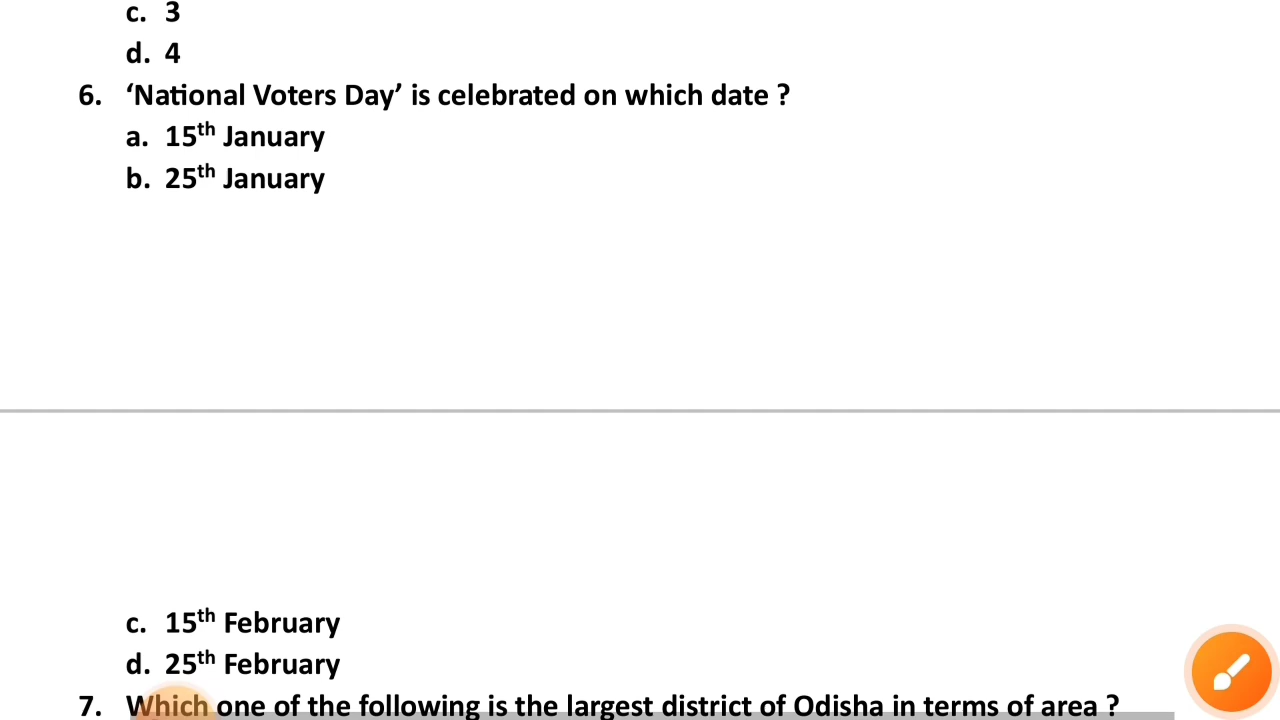 c. 3
d. 4
6. ‘National Voters Day’ is celebrated on which date ?
a. 15th January
b. 25th January
c. 15th February
d. 25th February
7. Which one of the following is the largest district of Odisha in terms of area ?